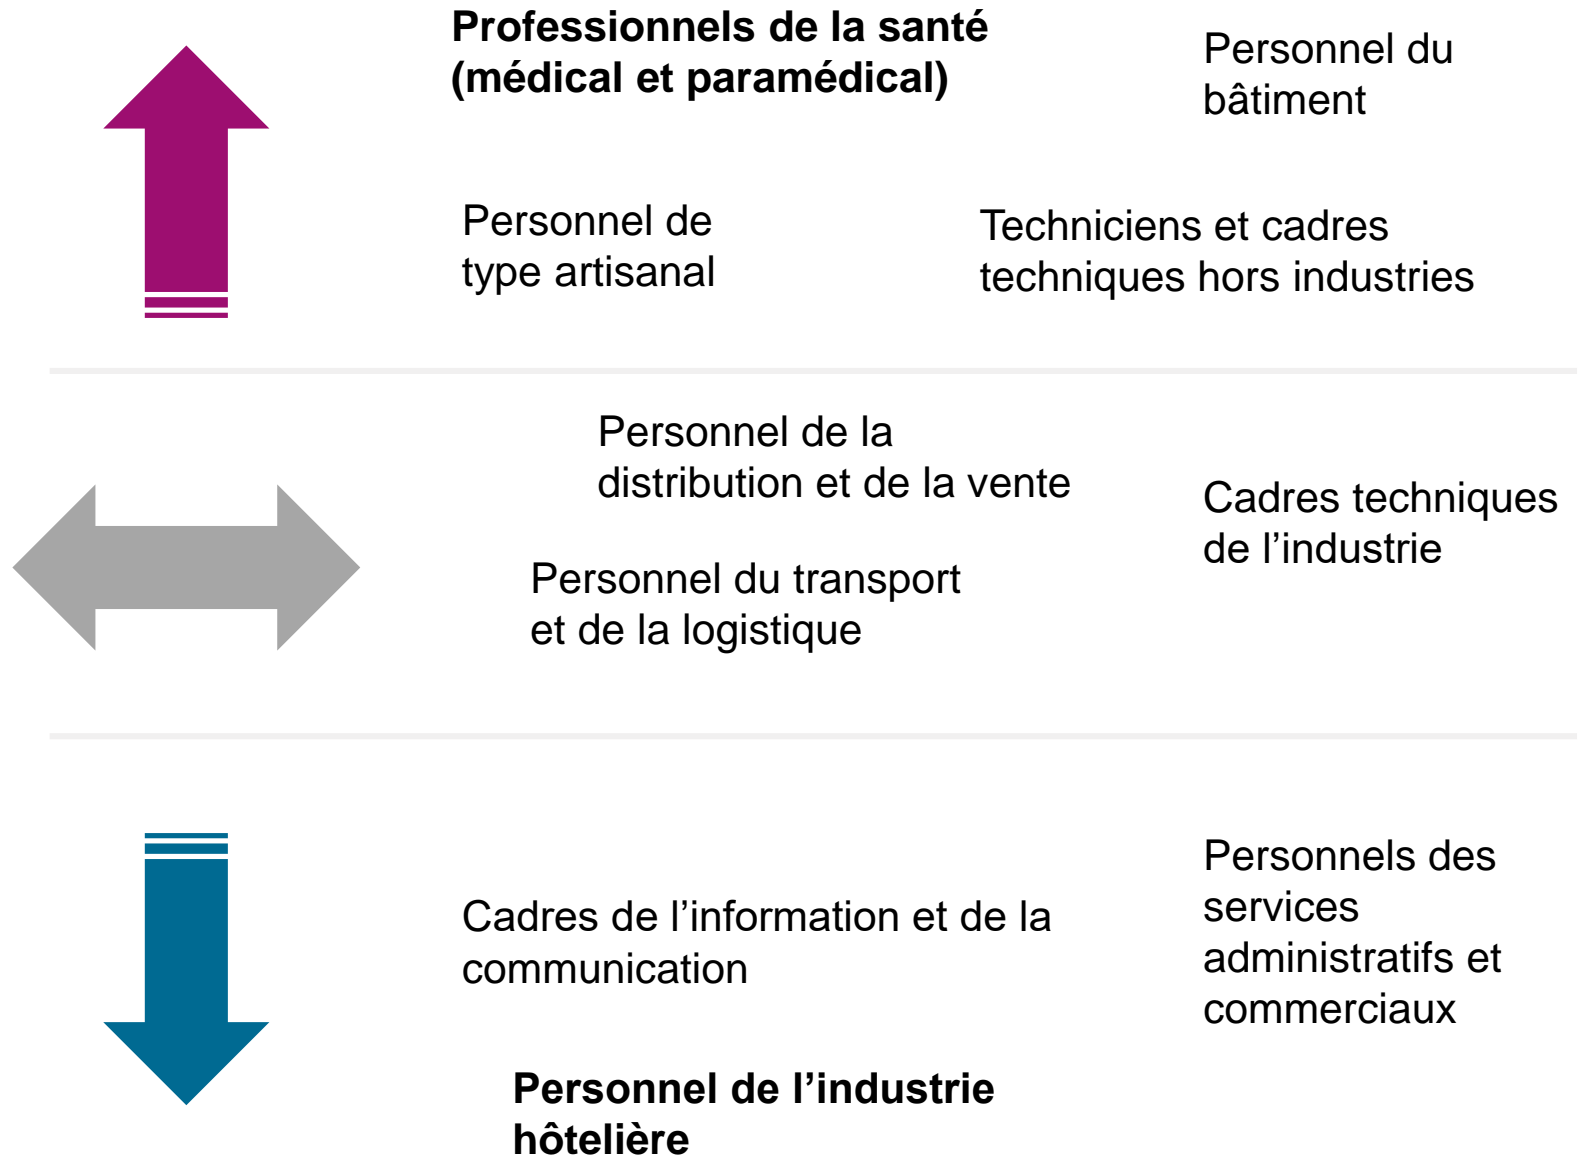 Professionnels de la santé
(médical et paramédical)
Personnel du
bâtiment
Personnel de
type artisanal
Techniciens et cadres
techniques hors industries
Personnel de la
distribution et de la vente
Cadres techniques
de l’industrie
Personnel du transport
et de la logistique
Personnels des
services
administratifs et
commerciaux
Cadres de l’information et de la
communication
Personnel de l’industrie
hôtelière